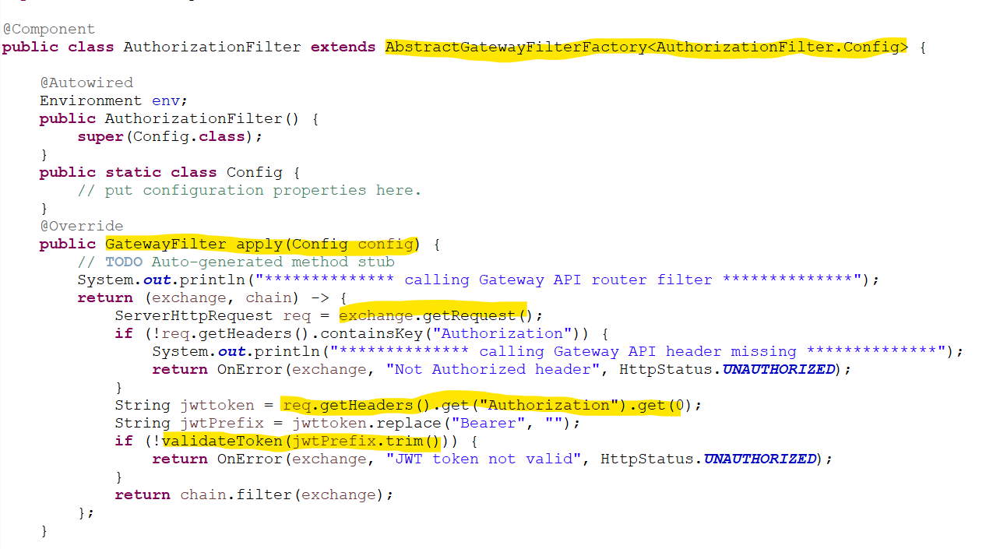 @Component
public class AuthorizationFilter extends AbstractGatewayFilterFactory<AuthorizationFilter.Config> {
@Autowired
Environment env;
public AuthorizationFilter() {
super(Config.class);
}
public static class Config {
// put configuration properties here.
}
@Override
public GatewayFilter apply(Config config) {
// TODO Auto-generated method stub
System.out.println("************** calling Gateway API router filter **************");
return (exchange, chain) -> {
ServerHttpRequest req = exchange.getRequest();
if (!req.getHeaders().containsKey("Authorization")) {
System.out.println("************** calling Gateway API header missing **************");
return OnError(exchange, "Not Authorized header", HttpStatus.UNAUTHORIZED);
}
String jwttoken = req.getHeaders().get("Authorization").get(0);
String jwtPrefix = jwttoken.replace("Bearer", "");
if (!validateToken(jwtPrefix.trim())) {
return OnError(exchange, "JWT token not valid", HttpStatus.UNAUTHORIZED);
}
return chain.filter(exchange);
};
}